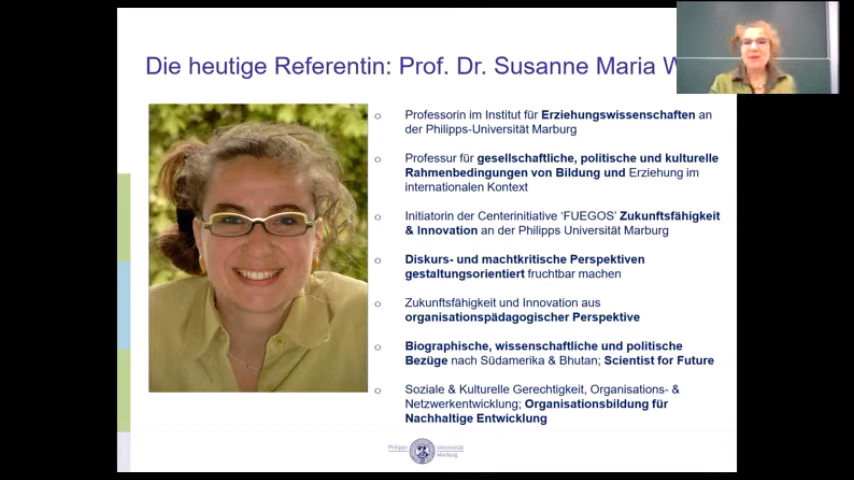 Die heutige Referentin: Prof. Dr. Susanne Maria
Professorin im Institut für Erziehungswissenschaften an
der Philipps-Universität Marburg
Professur für gesellschaftliche, politische und kulturelle
Rahmenbedingungen von Bildung und Erziehung im
internationalen Kontext
Initiatorin der Centerinitiative 'FUEGOS' Zukunftsfähigkeit
& Innovation an der Philipps Universität Marburg
Diskurs- und machtkritische Perspektiven
gestaltungsorientiert fruchtbar machen
Zukunftsfähigkeit und Innovation aus
organisationspädagogischer Perspektive
Biographische, wissenschaftliche und politische
Bezüge nach Südamerika & Bhutan; Scientist for Future
Soziale & Kulturelle Gerechtigkeit, Organisations- &
Netzwerkentwicklung; Organisationsbildung für
Nachhaltige Entwicklung
Philipps Universität
Marburg